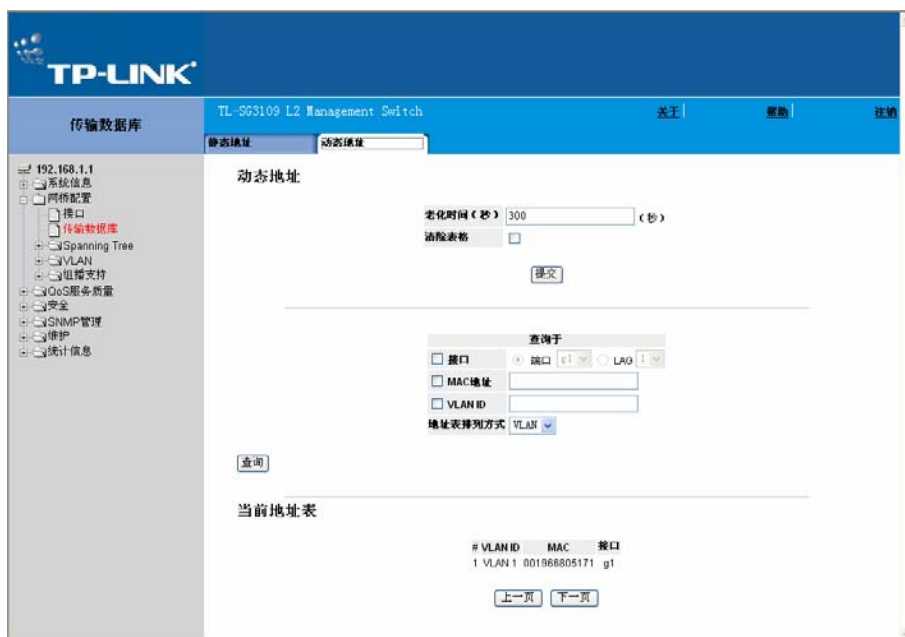 TP-LINK
传输数据库
TL-SG3109 L2 Management Switch
关于
帮助
注销
静态地址
动态地址
192.168.1.1
系统信息
网桥配置
接口
传输数据库
Spanning Tree
VLAN
组播支持
QoS服务质量
安全
SNMP管理
维护
统计信息
动态地址
老化时间(秒) 300 (秒)
清除表格
提交
查询于
接口 端口 g1 LAG 1
MAC地址
VLAN ID
地址表排列方式 VLAN
查询
当前地址表
# VLAN ID MAC 接口
1 VLAN 1 001966805171 g1
上一页 下一页